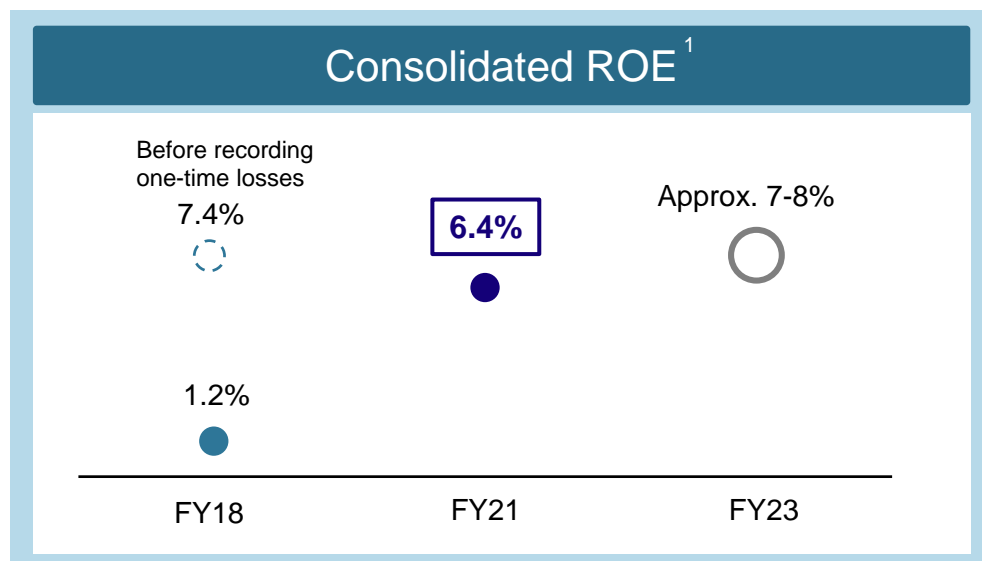 Consolidated ROE 1
Before recording
one-time losses
7.4%
6.4%
Approx. 7-8%
1.2%
FY18
FY21
FY23